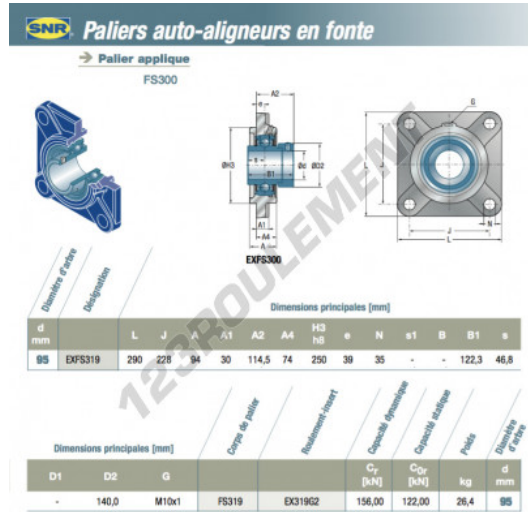 SNR Paliers auto-aligneurs en fonte
Palier applique
FS300
A2
e
G
ØH3
s
B1
Ød
ØD2
L
J
N
A1
A4
A
J
L
EXFS300
123ROULEMENT
Diamètre d'arbre
Désignation
Dimensions principales [mm]
d mm L J A A1 A2 A4 H3 h8 e N s1 B B1 s
95 EXFS319 290 228 94 30 114,5 74 250 39 35 - - 122,3 46,8
Dimensions principales [mm]
Corps de palier
Roulement-insert
Capacité dynamique
Capacité statique
Poids
Diamètre d'arbre
D1 D2 G Cr [kN] C0r [kN] kg d mm
- 140,0 M10x1 FS319 EX319G2 156,00 122,00 26,4 95